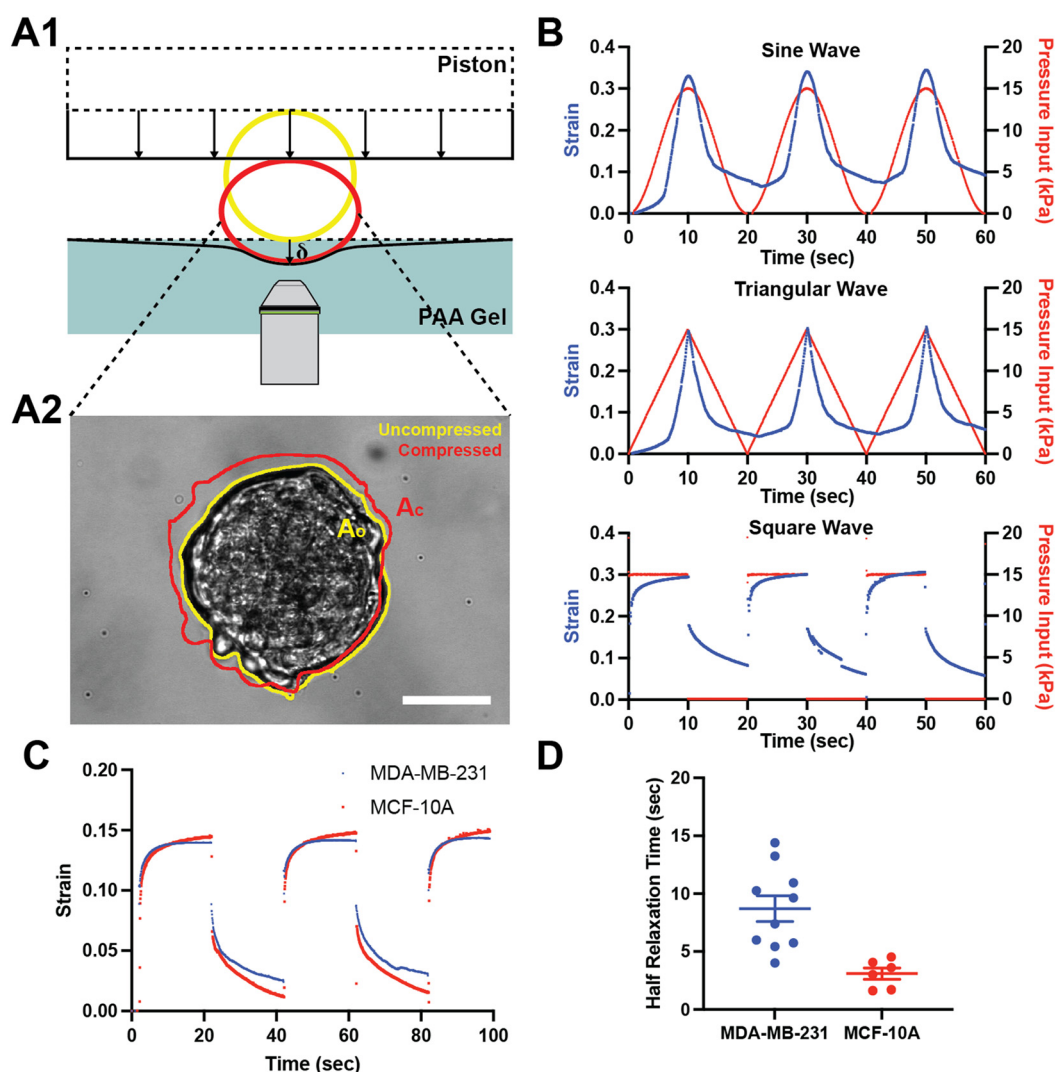 A1
Piston
δ
PAA Gel
A2
Uncompressed
Compressed
Ac
Ao
B
Sine Wave
0.4
0.3
0.2
0.1
0.0
Strain
20
15
10
5
0
Pressure Input (kPa)
0 10 20 30 40 50 60
Time (sec)
Triangular Wave
0.4
0.3
0.2
0.1
0.0
Strain
20
15
10
5
0
Pressure Input (kPa)
0 10 20 30 40 50 60
Time (sec)
Square Wave
0.4
0.3
0.2
0.1
0.0
Strain
20
15
10
5
0
Pressure Input (kPa)
0 10 20 30 40 50 60
Time (sec)
C
MDA-MB-231
MCF-10A
0.20
0.15
0.10
0.05
0.00
Strain
0 20 40 60 80 100
Time (sec)
D
20
15
10
5
0
Half Relaxation Time (sec)
MDA-MB-231 MCF-10A